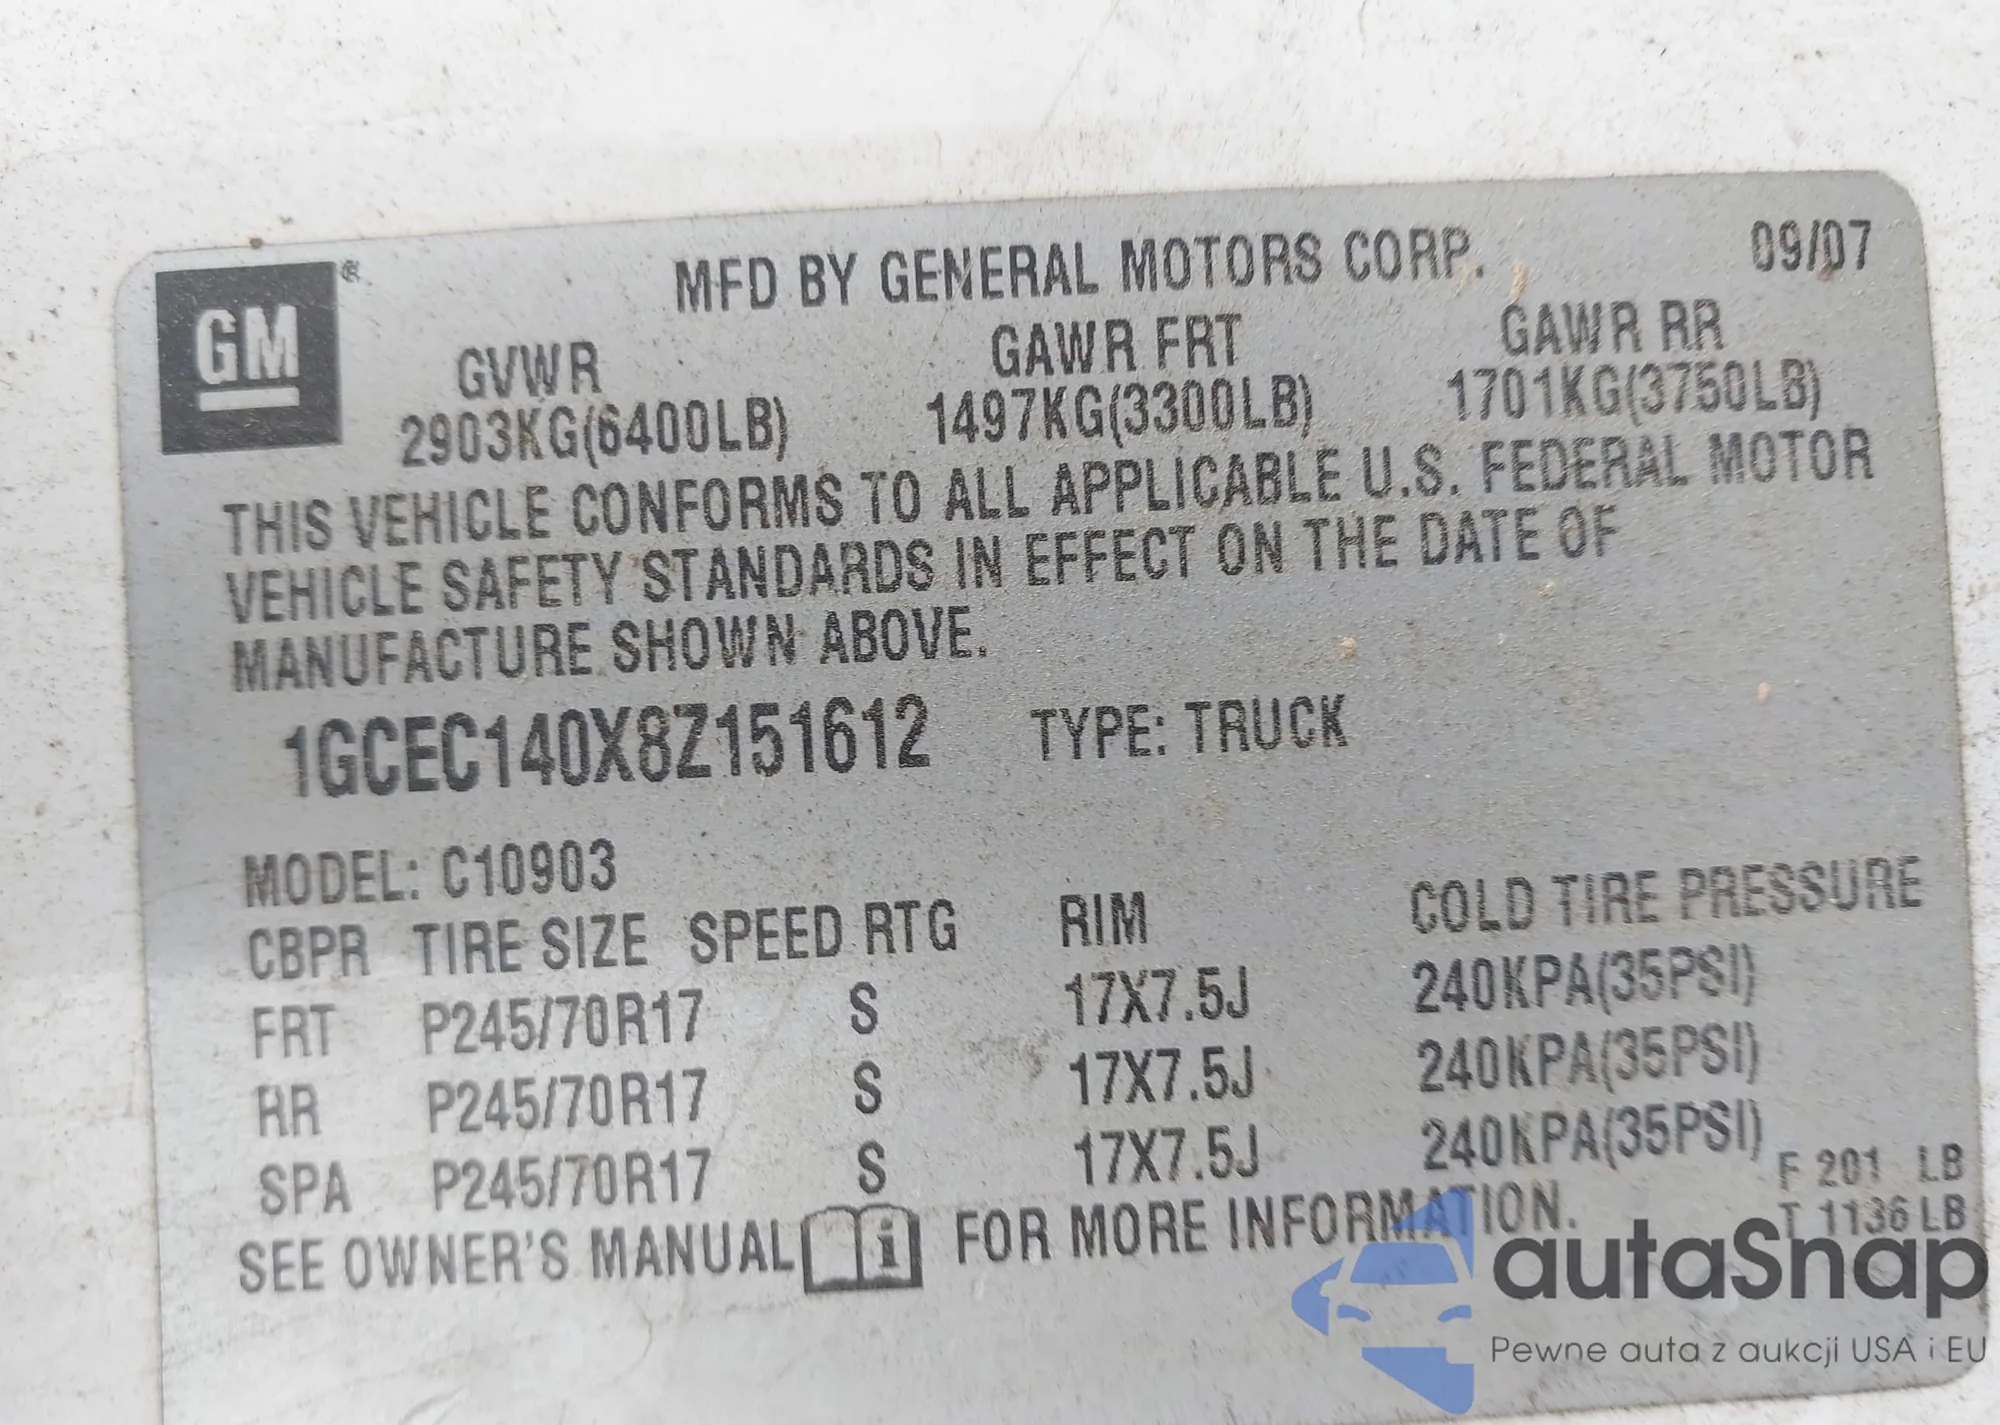 GM ®
MFD BY GENERAL MOTORS CORP. 09/07
GVWR GAWR FRT GAWR RR
2903KG(6400LB) 1497KG(3300LB) 1701KG(3750LB)
THIS VEHICLE CONFORMS TO ALL APPLICABLE U.S. FEDERAL MOTOR
VEHICLE SAFETY STANDARDS IN EFFECT ON THE DATE OF
MANUFACTURE SHOWN ABOVE.
1GCEC140X8Z151612 TYPE: TRUCK
MODEL: C10903
CBPR TIRE SIZE SPEED RTG RIM COLD TIRE PRESSURE
FRT P245/70R17 S 17X7.5J 240KPA(35PSI)
RR P245/70R17 S 17X7.5J 240KPA(35PSI)
SPA P245/70R17 S 17X7.5J 240KPA(35PSI)
F 201 LB
T 1136 LB
SEE OWNER'S MANUAL i FOR MORE INFORMATION.
autaSnap
Pewne auta z aukcji USA i EU